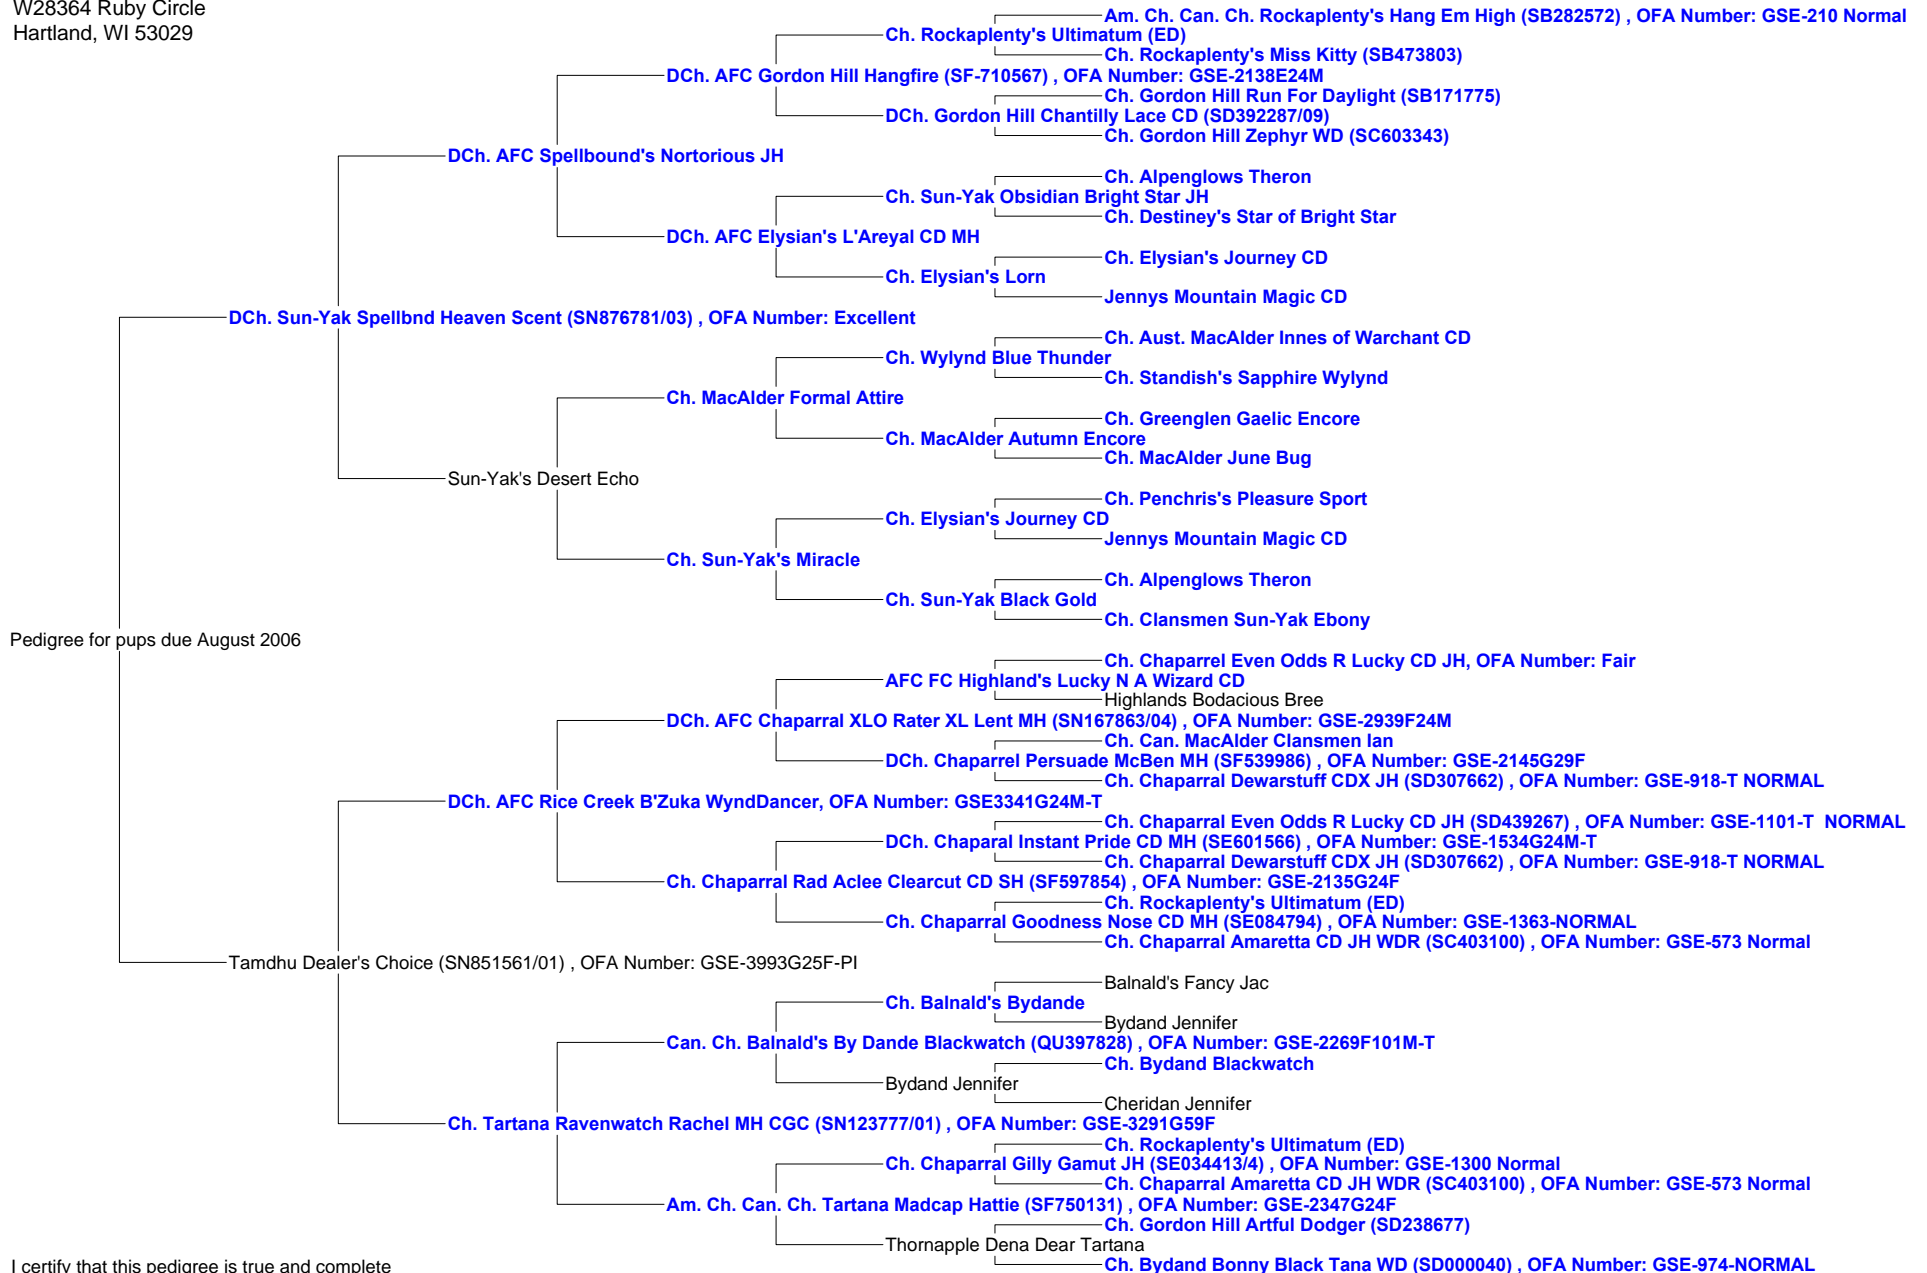 W28364 Ruby Circle
Hartland, WI 53029
Am. Ch. Can. Ch. Rockaplenty's Hang Em High (SB282572) , OFA Number: GSE-210 Normal
Ch. Rockaplenty's Ultimatum (ED)
Ch. Rockaplenty's Miss Kitty (SB473803)
DCh. AFC Gordon Hill Hangfire (SF-710567) , OFA Number: GSE-2138E24M
Ch. Gordon Hill Run For Daylight (SB171775)
DCh. Gordon Hill Chantilly Lace CD (SD392287/09)
Ch. Gordon Hill Zephyr WD (SC603343)
DCh. AFC Spellbound's Nortorious JH
Ch. Alpenglows Theron
Ch. Sun-Yak Obsidian Bright Star JH
Ch. Destiney's Star of Bright Star
DCh. AFC Elysian's L'Areyal CD MH
Ch. Elysian's Journey CD
Ch. Elysian's Lorn
Jennys Mountain Magic CD
DCh. Sun-Yak Spellbnd Heaven Scent (SN876781/03) , OFA Number: Excellent
Ch. Aust. MacAlder Innes of Warchant CD
Ch. Wylynd Blue Thunder
Ch. Standish's Sapphire Wylynd
Ch. MacAlder Formal Attire
Ch. Greenglen Gaelic Encore
Ch. MacAlder Autumn Encore
Ch. MacAlder June Bug
Sun-Yak's Desert Echo
Ch. Penchris's Pleasure Sport
Ch. Elysian's Journey CD
Jennys Mountain Magic CD
Ch. Sun-Yak's Miracle
Ch. Alpenglows Theron
Ch. Sun-Yak Black Gold
Ch. Clansmen Sun-Yak Ebony
Pedigree for pups due August 2006
Ch. Chaparrel Even Odds R Lucky CD JH, OFA Number: Fair
AFC FC Highland's Lucky N A Wizard CD
Highlands Bodacious Bree
DCh. AFC Chaparral XLO Rater XL Lent MH (SN167863/04) , OFA Number: GSE-2939F24M
Ch. Can. MacAlder Clansmen Ian
DCh. Chaparrel Persuade McBen MH (SF539986) , OFA Number: GSE-2145G29F
Ch. Chaparral Dewarstuff CDX JH (SD307662) , OFA Number: GSE-918-T NORMAL
DCh. AFC Rice Creek B'Zuka WyndDancer, OFA Number: GSE3341G24M-T
Ch. Chaparral Even Odds R Lucky CD JH (SD439267) , OFA Number: GSE-1101-T NORMAL
DCh. Chaparal Instant Pride CD MH (SE601566) , OFA Number: GSE-1534G24M-T
Ch. Chaparral Dewarstuff CDX JH (SD307662) , OFA Number: GSE-918-T NORMAL
Ch. Chaparral Rad Aclee Clearcut CD SH (SF597854) , OFA Number: GSE-2135G24F
Ch. Rockaplenty's Ultimatum (ED)
Ch. Chaparral Goodness Nose CD MH (SE084794) , OFA Number: GSE-1363-NORMAL
Ch. Chaparral Amaretta CD JH WDR (SC403100) , OFA Number: GSE-573 Normal
Tamdhu Dealer's Choice (SN851561/01) , OFA Number: GSE-3993G25F-PI
Balnald's Fancy Jac
Ch. Balnald's Bydande
Bydand Jennifer
Can. Ch. Balnald's By Dande Blackwatch (QU397828) , OFA Number: GSE-2269F101M-T
Ch. Bydand Blackwatch
Bydand Jennifer
Cheridan Jennifer
Ch. Tartana Ravenwatch Rachel MH CGC (SN123777/01) , OFA Number: GSE-3291G59F
Ch. Rockaplenty's Ultimatum (ED)
Ch. Chaparral Gilly Gamut JH (SE034413/4) , OFA Number: GSE-1300 Normal
Ch. Chaparral Amaretta CD JH WDR (SC403100) , OFA Number: GSE-573 Normal
Am. Ch. Can. Ch. Tartana Madcap Hattie (SF750131) , OFA Number: GSE-2347G24F
Ch. Gordon Hill Artful Dodger (SD238677)
Thornapple Dena Dear Tartana
Ch. Bydand Bonny Black Tana WD (SD000040) , OFA Number: GSE-974-NORMAL
I certify that this pedigree is true and complete